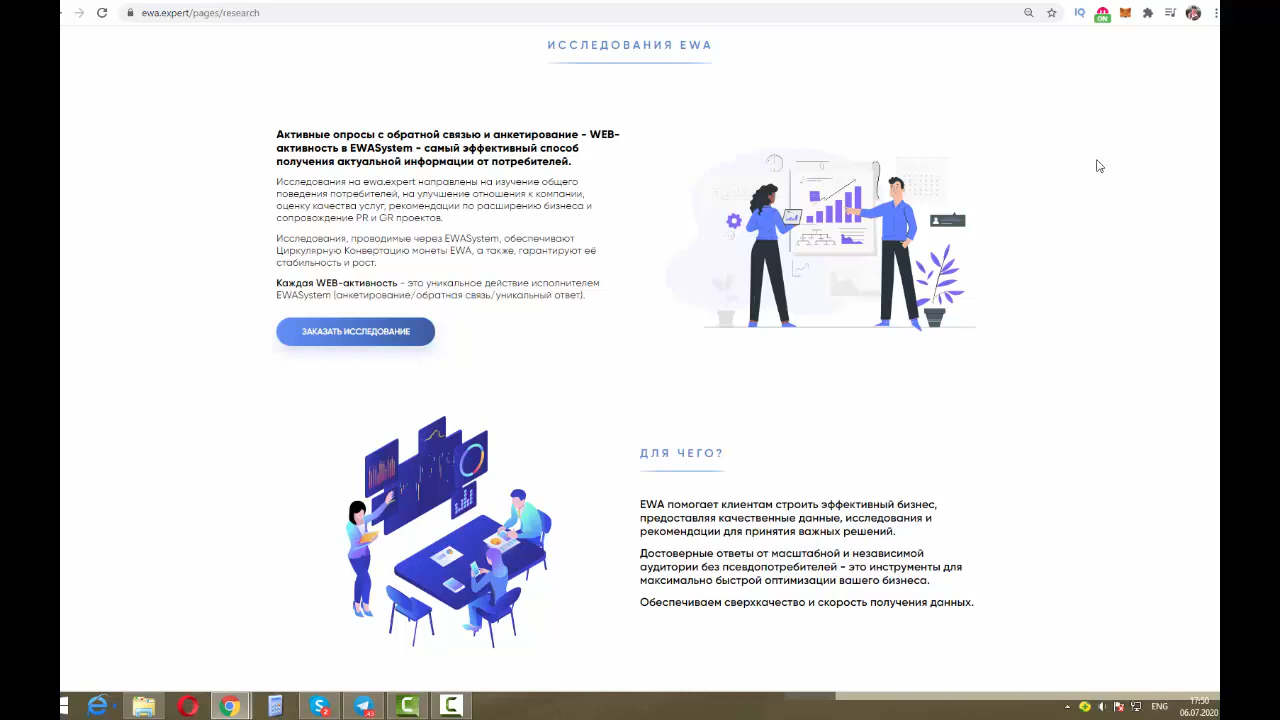 ewa.expert/pages/research
IQ
ON
ИССЛЕДОВАНИЯ EWA
Активные опросы с обратной связью и анкетирование - WEB-
активность в EWASystem - самый эффективный способ
получения актуальной информации от потребителей.
Исследования на ewa.expert направлены на изучение общего
поведения потребителей, на улучшение отношения к компании,
оценку качества услуг, рекомендации по расширению бизнеса и
сопровождение PR и GR проектов.
Исследования, проводимые через EWASystem, обеспечивают
Циркулярную Конвертацию монеты EWA, а также, гарантируют её
стабильность и рост.
Каждая WEB-активность - это уникальное действие исполнителем
EWASystem (анкетирование/обратная связь/уникальный ответ).
ЗАКАЗАТЬ ИССЛЕДОВАНИЕ
ДЛЯ ЧЕГО?
EWA помогает клиентам строить эффективный бизнес,
предоставляя качественные данные, исследования и
рекомендации для принятия важных решений.
Достоверные ответы от масштабной и независимой
аудитории без псевдопотребителей - это инструменты для
максимально быстрой оптимизации вашего бизнеса.
Обеспечиваем сверхкачество и скорость получения данных.
2
43
ENG
17:50
06.07.2020